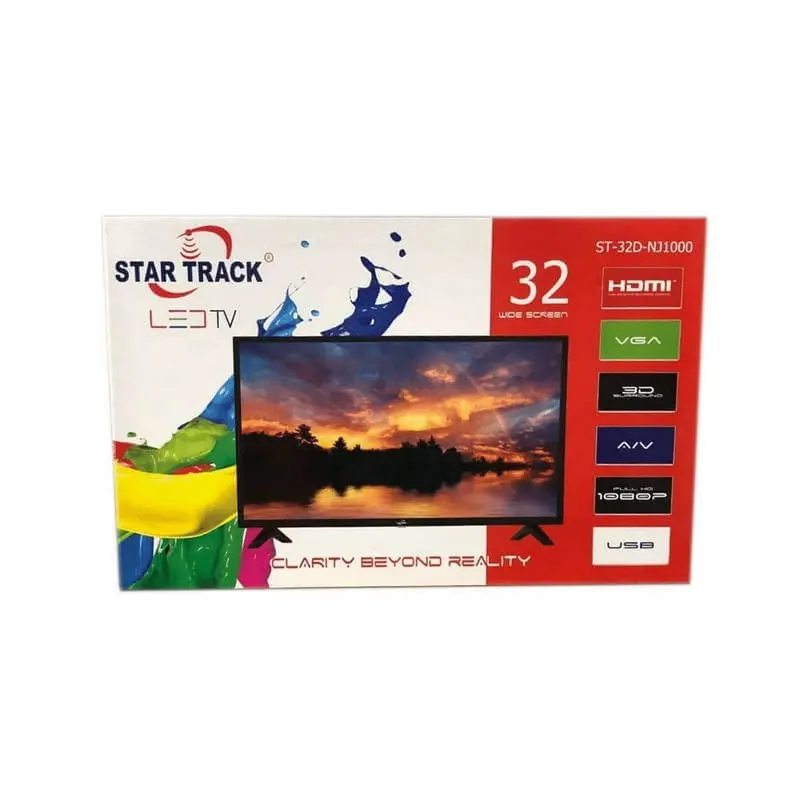 STAR TRACK®
LED TV
32
WIDE SCREEN
ST-32D-NJ1000
HDMI
VGA
3D
SURROUND
A/V
FULL HD
1080P
USB
CLARITY BEYOND REALITY